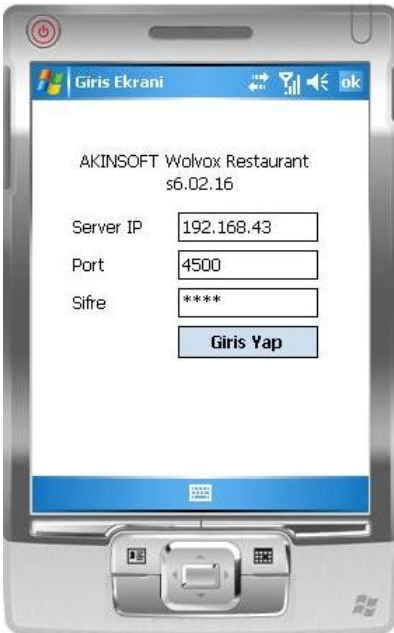 Giris Ekrani
ok
AKINSOFT Wolvox Restaurant
s6.02.16
Server IP 192.168.43
Port 4500
Sifre ****
Giris Yap